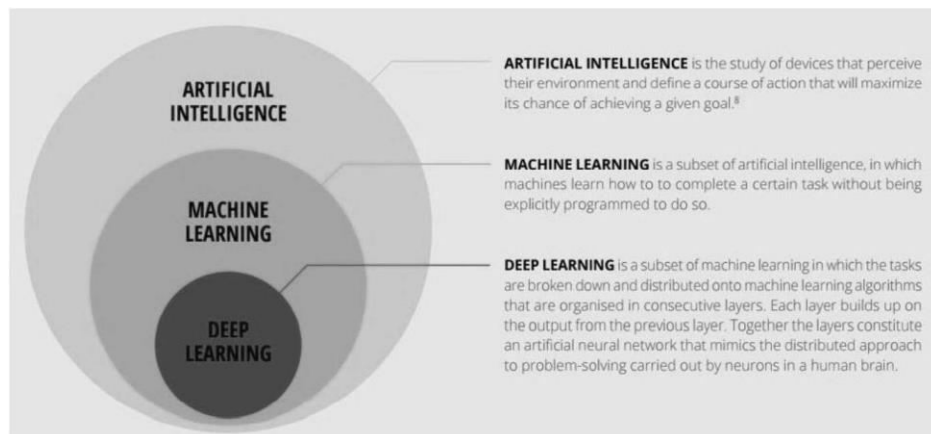 ARTIFICIAL
INTELLIGENCE
MACHINE
LEARNING
DEEP
LEARNING
ARTIFICIAL INTELLIGENCE is the study of devices that perceive
their environment and define a course of action that will maximize
its chance of achieving a given goal.ⁱⁱ
MACHINE LEARNING is a subset of artificial intelligence, in which
machines learn how to to complete a certain task without being
explicitly programmed to do so.
DEEP LEARNING is a subset of machine learning in which the tasks
are broken down and distributed onto machine learning algorithms
that are organised in consecutive layers. Each layer builds up on
the output from the previous layer. Together the layers constitute
an artificial neural network that mimics the distributed approach
to problem-solving carried out by neurons in a human brain.